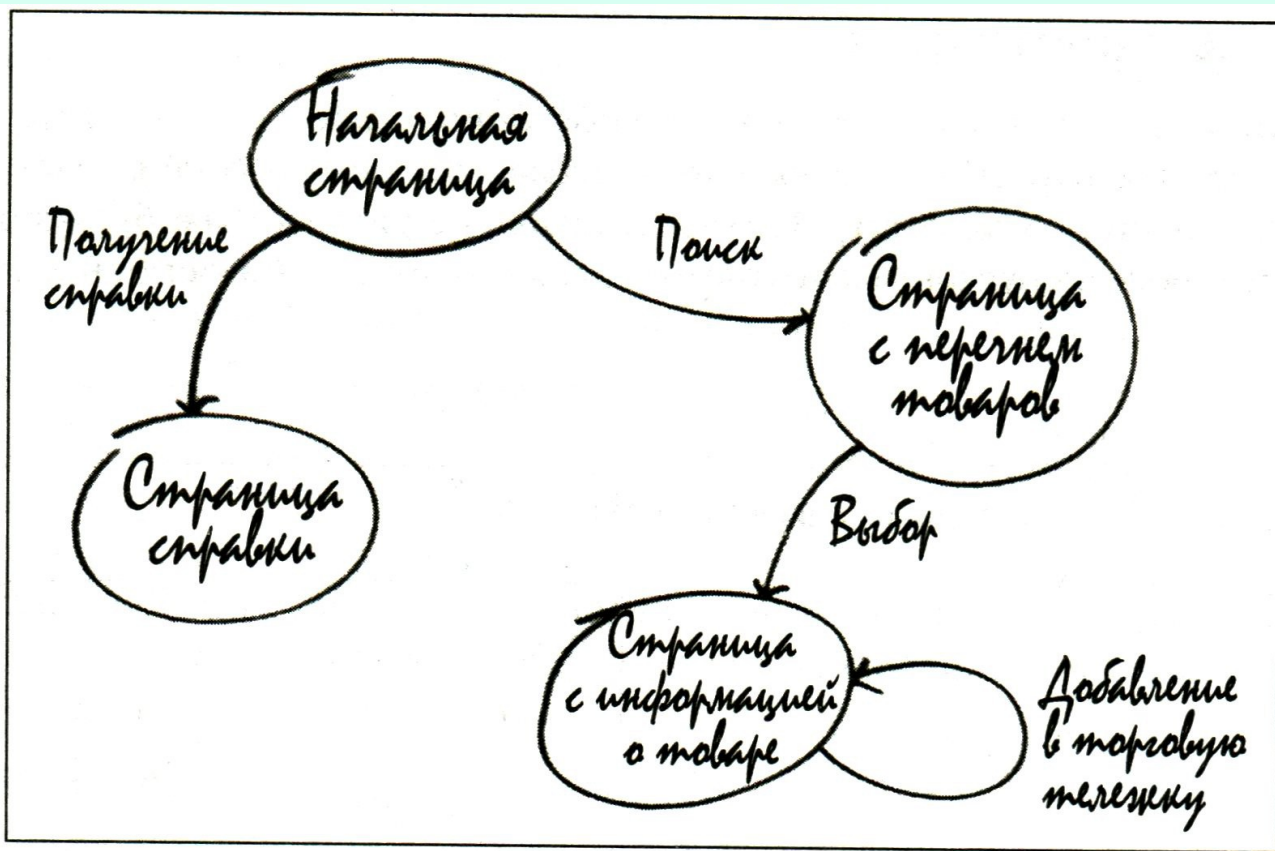 Начальная
страница
Получение
справки
Поиск
Страница
с перечнем
товаров
Страница
справки
Выбор
Страница
с информацией
о товаре
Добавление
в торговую
тележку